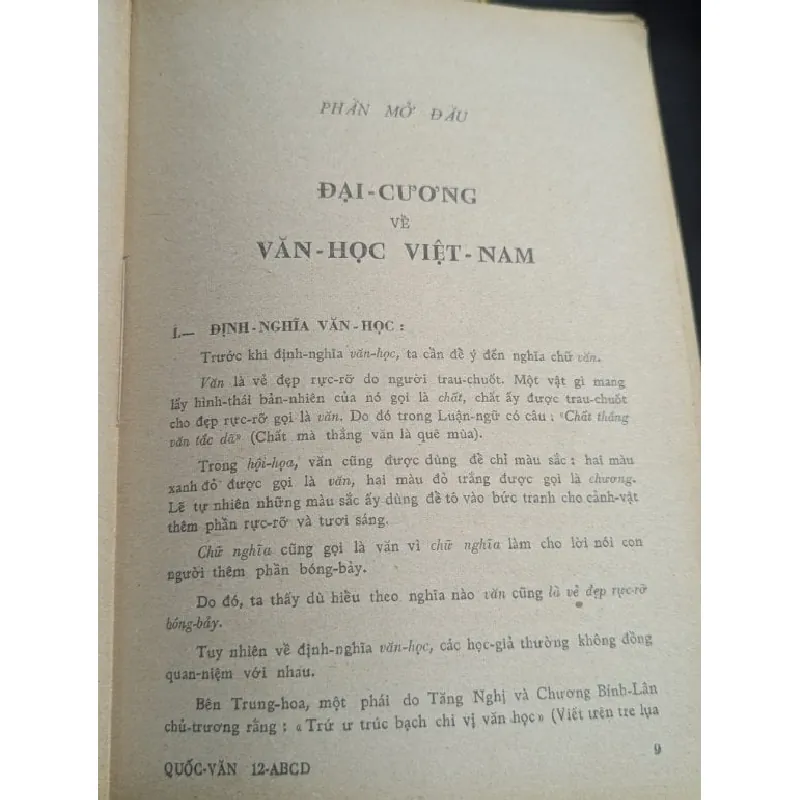 PHẦN MỞ ĐẦU
ĐẠI-CƯƠNG
VỀ
VĂN-HỌC VIỆT-NAM
I.— ĐỊNH-NGHĨA VĂN-HỌC :
Trước khi định-nghĩa văn-học, ta cần để ý đến nghĩa chữ văn.
Văn là vẻ đẹp rực-rỡ do người trau-chuốt. Một vật gì mang
lấy hình-thái bản-nhiên của nó gọi là chất, chất ấy được trau-chuốt
cho đẹp rực-rỡ gọi là văn. Do đó trong Luận-ngữ có câu : «Chất thắng
văn tắc dã» (Chất mà thắng văn là quê mùa).
Trong hội-họa, văn cũng được dùng để chỉ màu sắc : hai màu
xanh đỏ được gọi là văn, hai màu đỏ trắng được gọi là chương.
Lẽ tự nhiên những màu sắc ấy dùng để tô vào bức tranh cho cảnh-vật
thêm phần rực-rỡ và tươi sáng.
Chữ nghĩa cũng gọi là văn vì chữ nghĩa làm cho lời nói con
người thêm phần bóng-bảy.
Do đó, ta thấy dù hiểu theo nghĩa nào văn cũng là vẻ đẹp rực-rỡ
bóng-bảy.
Tuy nhiên về định-nghĩa văn-học, các học-giả thường không đồng
quan-niệm với nhau.
Bên Trung-hoa, một phái do Tăng Nghị và Chương Bỉnh-Lân
chủ-trương rằng : « Trứ ư trúc bạch chi vị văn học» (Viết trên tre lụa
9
QUỐC-VĂN 12-ABCD